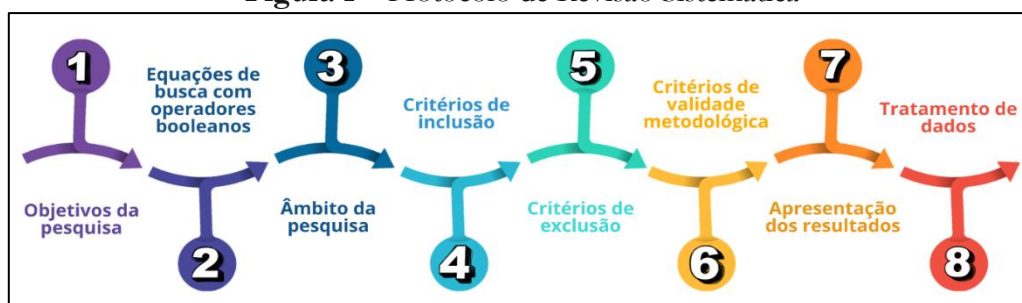 Figura 1 - Protocolo de Revisão Sistemática
1
Objetivos da
pesquisa
Equações de
busca com
operadores
booleanos
2
3
Âmbito da
pesquisa
Critérios de
inclusão
4
5
Critérios de
exclusão
Critérios de
validade
metodológica
6
7
Apresentação
dos resultados
Tratamento de
dados
8